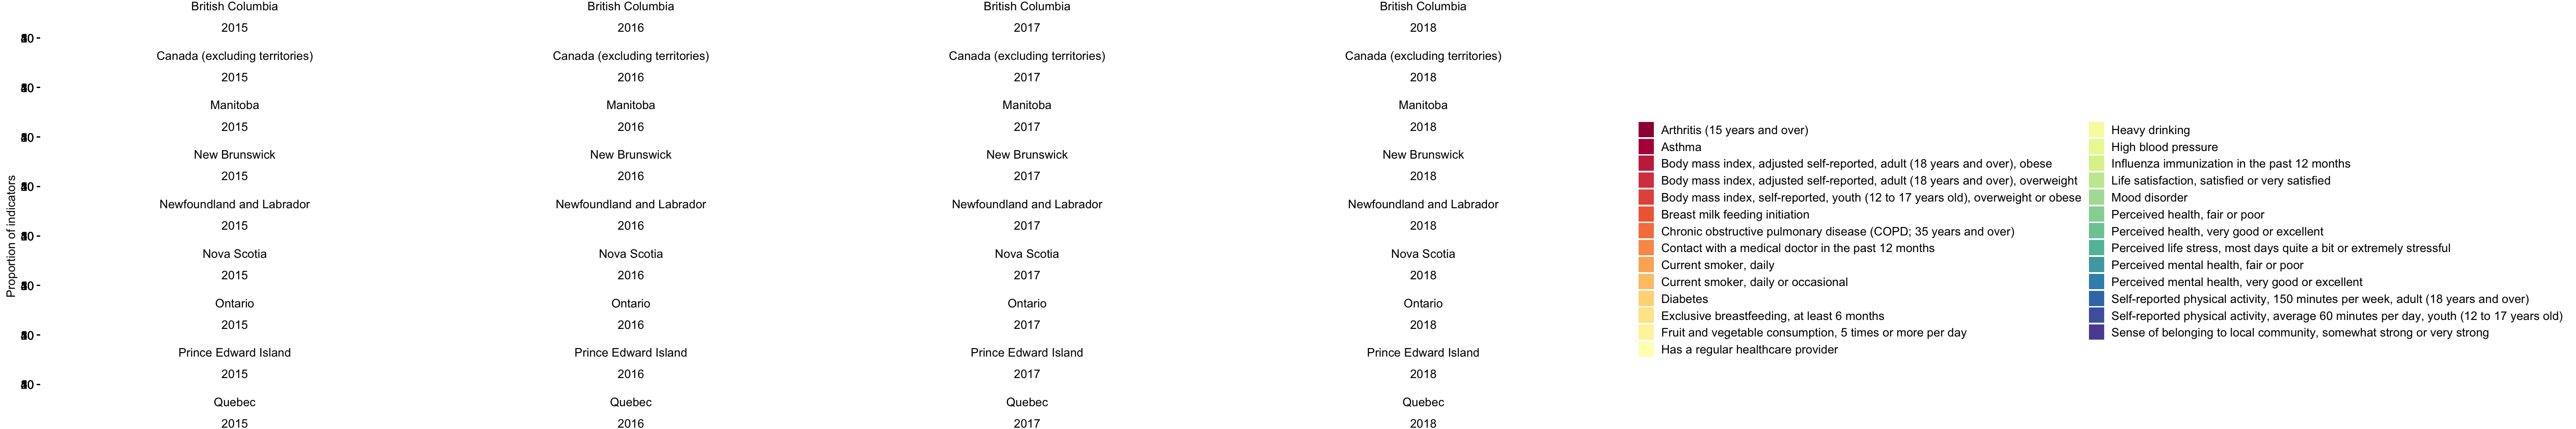 British Columbia British Columbia British Columbia British Columbia
2015 2016 2017 2018
Canada (excluding territories) Canada (excluding territories) Canada (excluding territories) Canada (excluding territories)
2015 2016 2017 2018
Manitoba Manitoba Manitoba Manitoba
2015 2016 2017 2018
New Brunswick New Brunswick New Brunswick New Brunswick
2015 2016 2017 2018
Newfoundland and Labrador Newfoundland and Labrador Newfoundland and Labrador Newfoundland and Labrador
2015 2016 2017 2018
Nova Scotia Nova Scotia Nova Scotia Nova Scotia
2015 2016 2017 2018
Ontario Ontario Ontario Ontario
2015 2016 2017 2018
Prince Edward Island Prince Edward Island Prince Edward Island Prince Edward Island
2015 2016 2017 2018
Quebec Quebec Quebec Quebec
2015 2016 2017 2018
Proportion of indicators
Arthritis (15 years and over)
Asthma
Body mass index, adjusted self-reported, adult (18 years and over), obese
Body mass index, adjusted self-reported, adult (18 years and over), overweight
Body mass index, self-reported, youth (12 to 17 years old), overweight or obese
Breast milk feeding initiation
Chronic obstructive pulmonary disease (COPD; 35 years and over)
Contact with a medical doctor in the past 12 months
Current smoker, daily
Current smoker, daily or occasional
Diabetes
Exclusive breastfeeding, at least 6 months
Fruit and vegetable consumption, 5 times or more per day
Has a regular healthcare provider
Heavy drinking
High blood pressure
Influenza immunization in the past 12 months
Life satisfaction, satisfied or very satisfied
Mood disorder
Perceived health, fair or poor
Perceived health, very good or excellent
Perceived life stress, most days quite a bit or extremely stressful
Perceived mental health, fair or poor
Perceived mental health, very good or excellent
Self-reported physical activity, 150 minutes per week, adult (18 years and over)
Self-reported physical activity, average 60 minutes per day, youth (12 to 17 years old)
Sense of belonging to local community, somewhat strong or very strong